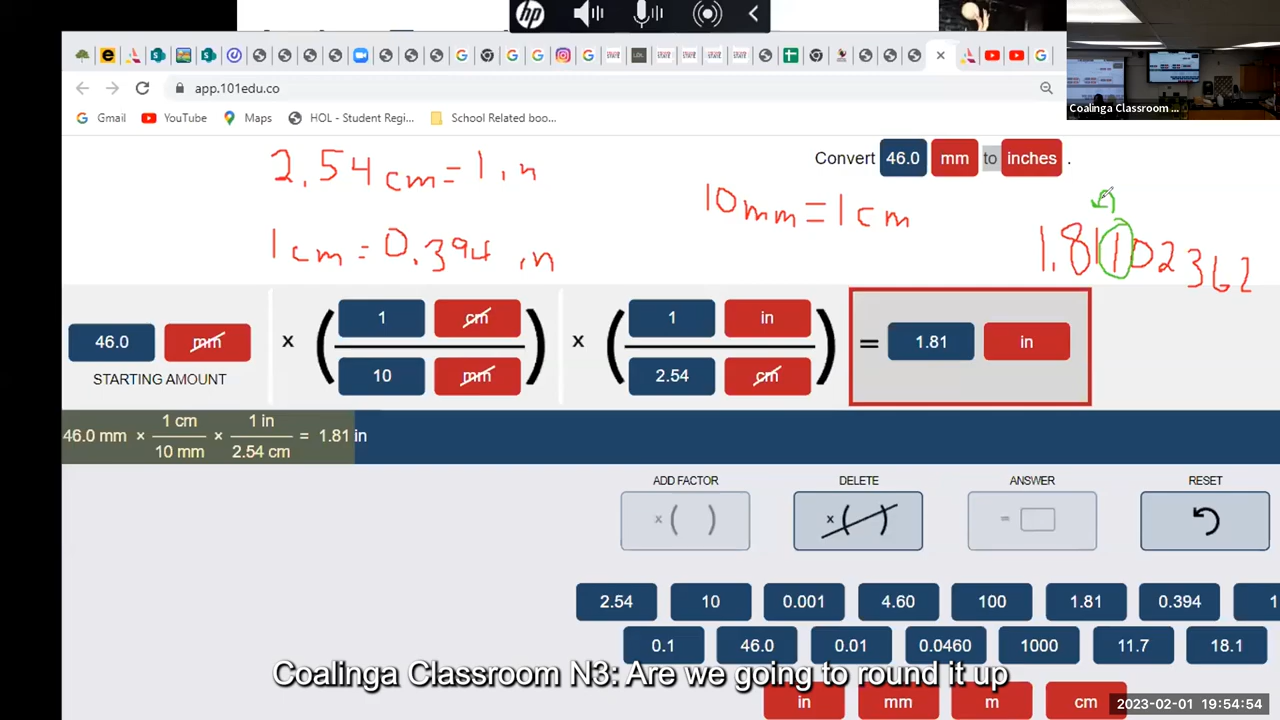 hp
Coalinga Classroom ...
app.101edu.co
Gmail YouTube Maps HOL - Student Regi... School Related boo...
Convert 46.0 mm to inches .
2.54 cm = 1 in
10 mm = 1 cm
1 cm = 0.394 in
1.81102362
46.0 mm x ( 1 cm / 10 mm ) x ( 1 in / 2.54 cm ) = 1.81 in
STARTING AMOUNT
46.0 mm × 1 cm / 10 mm × 1 in / 2.54 cm = 1.81 in
ADD FACTOR DELETE ANSWER RESET
x ( ) x ( ) =
2.54 10 0.001 4.60 100 1.81 0.394 1
0.1 46.0 0.01 0.0460 1000 11.7 18.1
Coalinga Classroom N3: Are we going to round it up
in mm m cm
2023-02-01 19:54:54